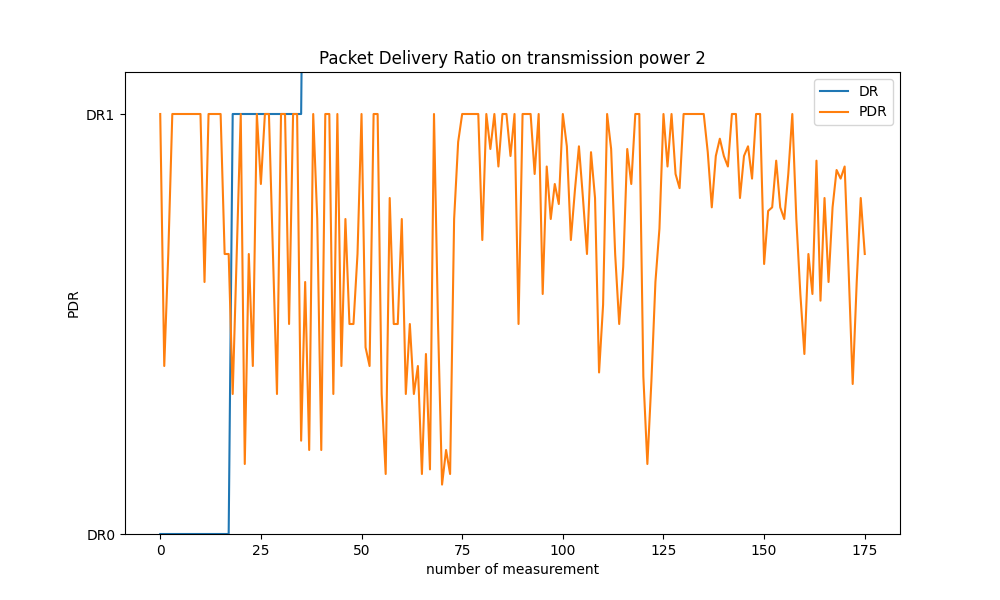 Packet Delivery Ratio on transmission power 2
DR1
DR0
PDR
DR
PDR
0 25 50 75 100 125 150 175
number of measurement